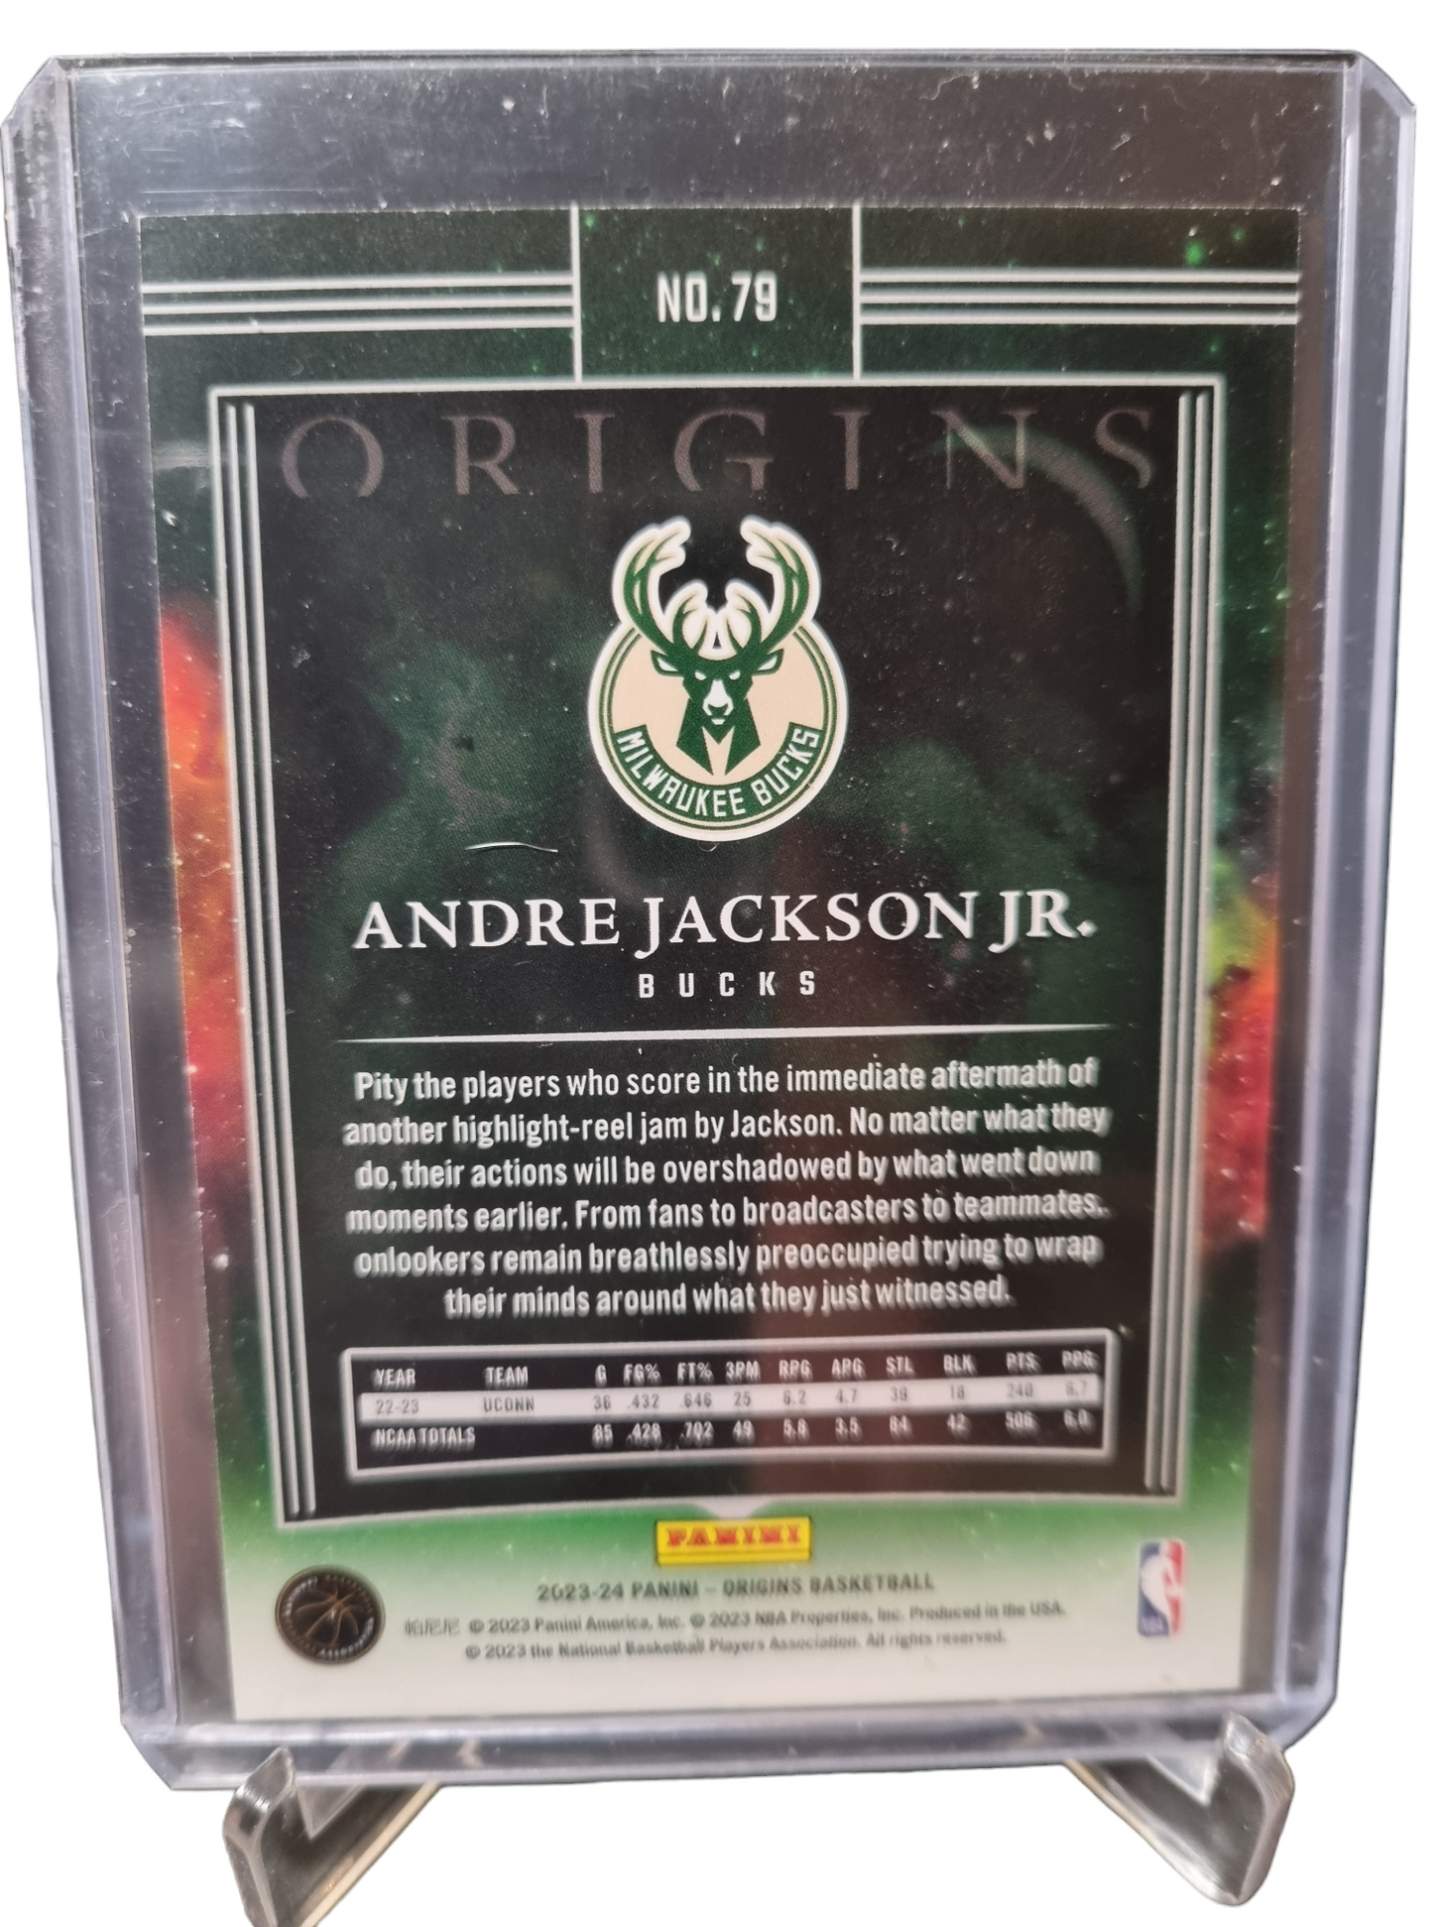 NO. 79
ORIGINS
MILWAUKEE BUCKS
ANDRE JACKSON JR.
BUCKS
Pity the players who score in the immediate aftermath of
another highlight-reel jam by Jackson. No matter what they
do, their actions will be overshadowed by what went down
moments earlier. From fans to broadcasters to teammates,
onlookers remain breathlessly preoccupied trying to wrap
their minds around what they just witnessed.
YEAR TEAM G FG% FT% 3PM RPG APG STL BLK PTS PPG
22-23 UCONN 36 .432 .646 25 6.2 4.7 39 18 240 6.7
NCAA TOTALS 85 .428 .702 49 5.8 3.5 84 42 506 6.0
PANINI
2023-24 PANINI – ORIGINS BASKETBALL
帕尼尼 © 2023 Panini America, Inc. © 2023 NBA Properties, Inc. Produced in the USA.
© 2023 the National Basketball Players Association. All rights reserved.